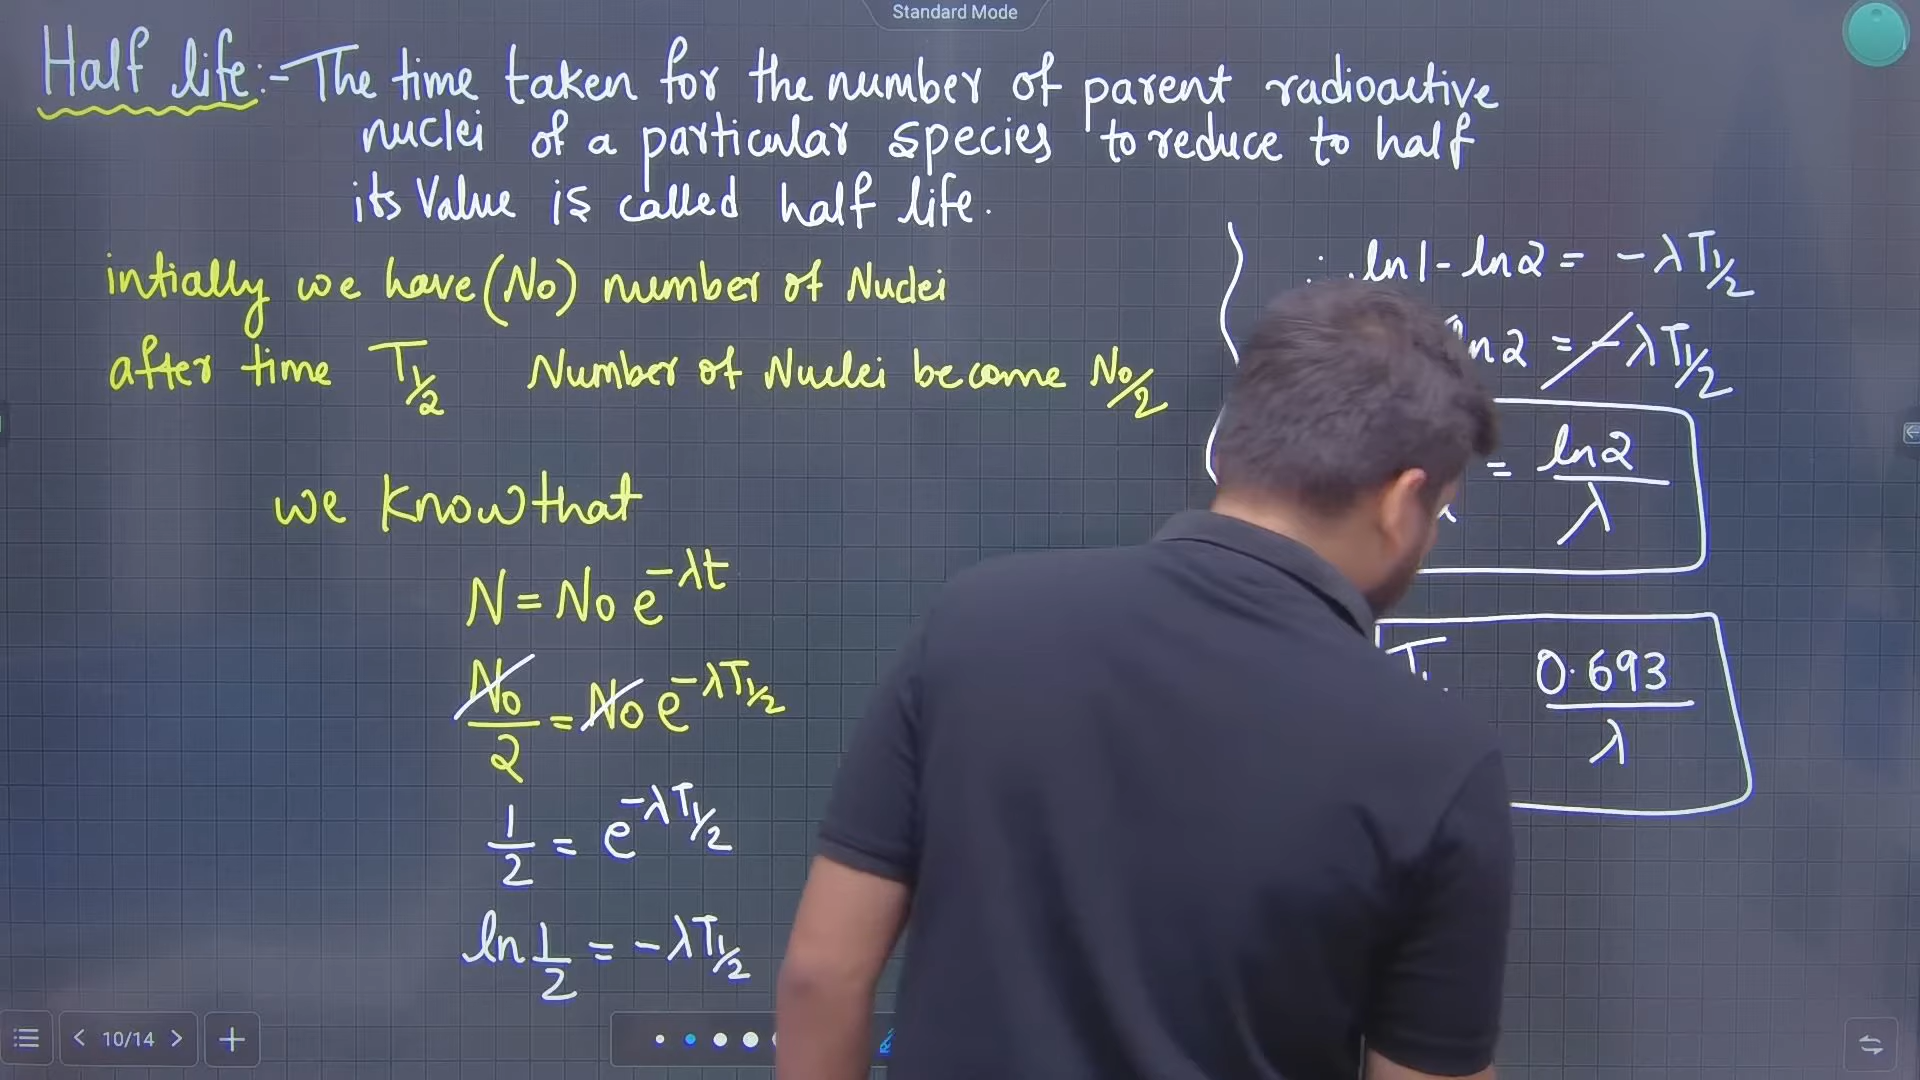 Standard Mode
Half life:- The time taken for the number of parent radioactive
nuclei of a particular species to reduce to half
its Value is called half life.
intially we have (No) number of Nuclei
after time T1/2 Number of Nuclei become No/2
we know that
N = No e^-λt
No/2 = No e^-λT1/2
1/2 = e^-λT1/2
ln 1/2 = -λT1/2
∴ ln1 - ln2 = -λT1/2
ln2 = -λT1/2
= ln2/λ
T 0.693/λ
10/14